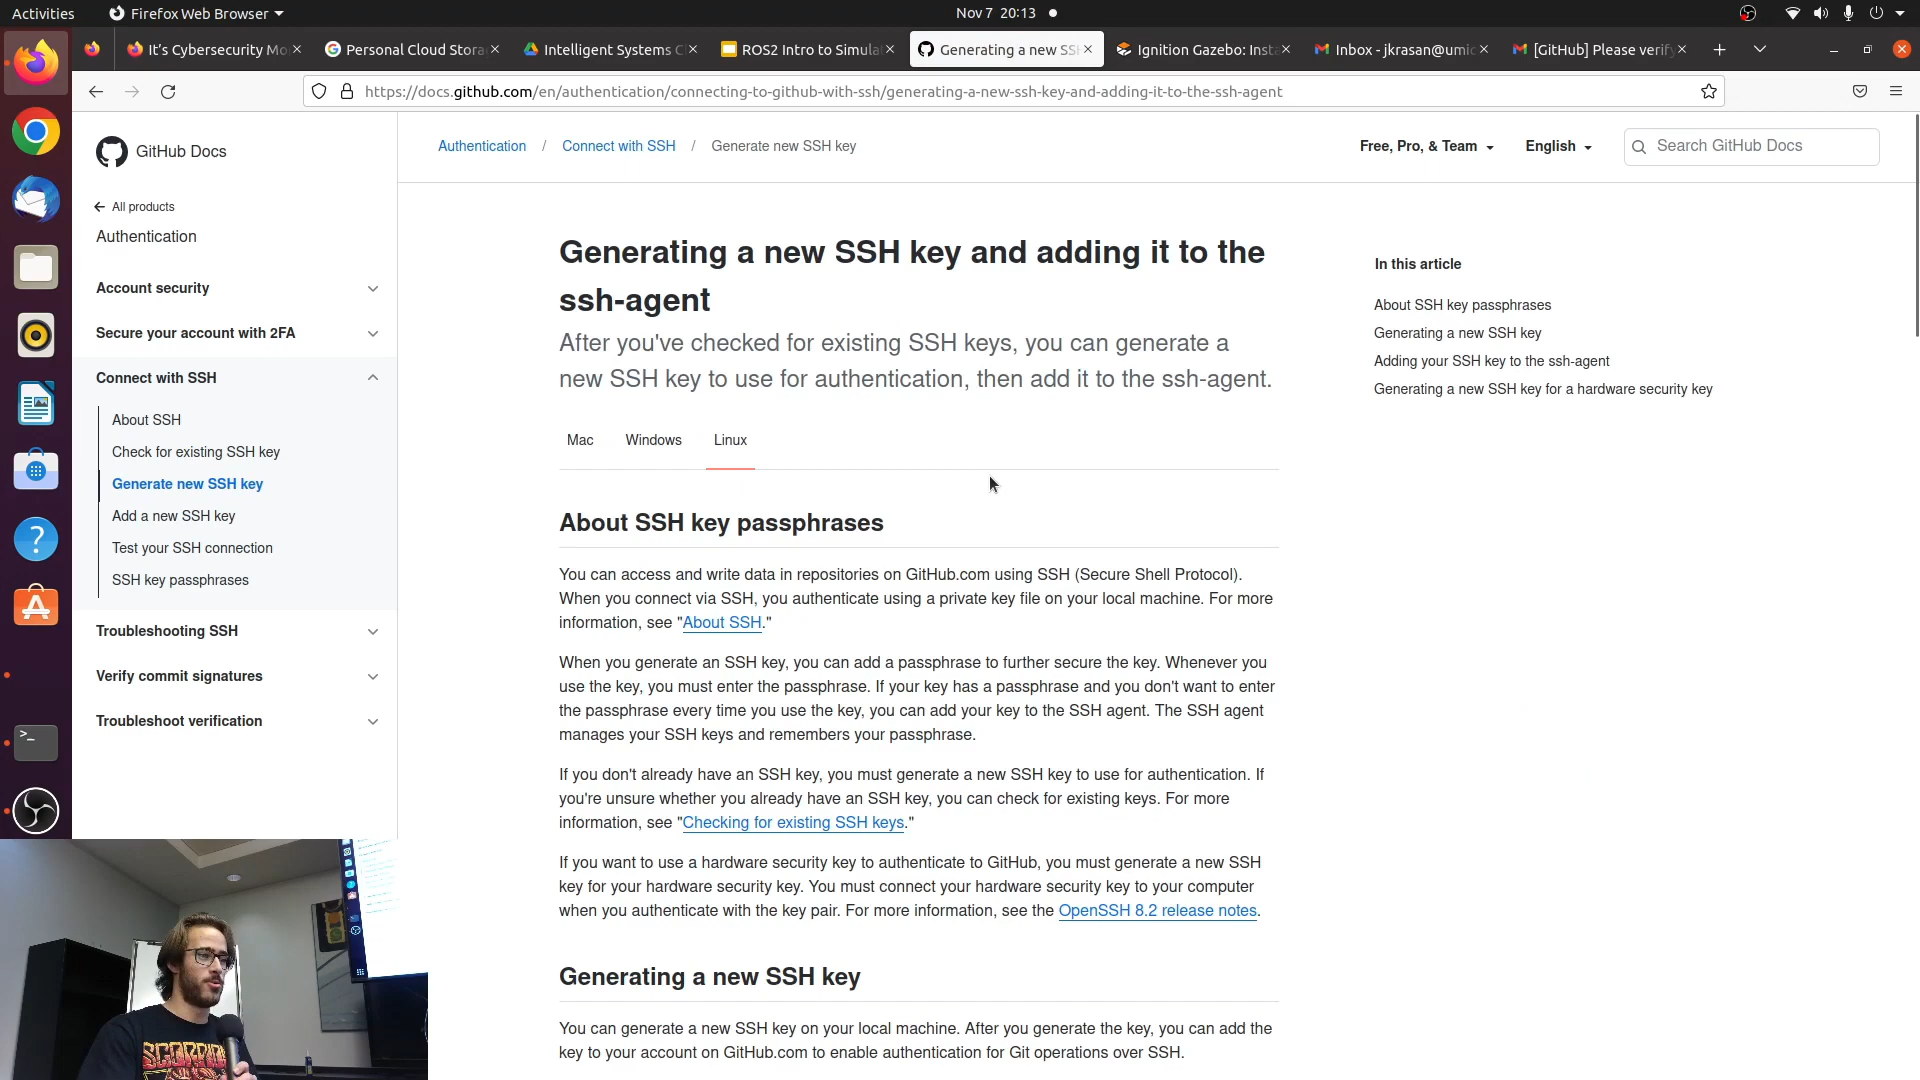 Activities
Firefox Web Browser
Nov 7 20:13
It's Cybersecurity Mo
Personal Cloud Stora
Intelligent Systems C
ROS2 Intro to Simula
Generating a new SS
Ignition Gazebo: Inst
Inbox - jkrasan@umic
[GitHub] Please verify
https://docs.github.com/en/authentication/connecting-to-github-with-ssh/generating-a-new-ssh-key-and-adding-it-to-the-ssh-agent
GitHub Docs
All products
Authentication
Account security
Secure your account with 2FA
Connect with SSH
About SSH
Check for existing SSH key
Generate new SSH key
Add a new SSH key
Test your SSH connection
SSH key passphrases
Troubleshooting SSH
Verify commit signatures
Troubleshoot verification
Authentication / Connect with SSH / Generate new SSH key
Free, Pro, & Team
English
Search GitHub Docs
Generating a new SSH key and adding it to the
ssh-agent
After you've checked for existing SSH keys, you can generate a
new SSH key to use for authentication, then add it to the ssh-agent.
Mac
Windows
Linux
About SSH key passphrases
You can access and write data in repositories on GitHub.com using SSH (Secure Shell Protocol).
When you connect via SSH, you authenticate using a private key file on your local machine. For more
information, see "About SSH."
When you generate an SSH key, you can add a passphrase to further secure the key. Whenever you
use the key, you must enter the passphrase. If your key has a passphrase and you don't want to enter
the passphrase every time you use the key, you can add your key to the SSH agent. The SSH agent
manages your SSH keys and remembers your passphrase.
If you don't already have an SSH key, you must generate a new SSH key to use for authentication. If
you're unsure whether you already have an SSH key, you can check for existing keys. For more
information, see "Checking for existing SSH keys."
If you want to use a hardware security key to authenticate to GitHub, you must generate a new SSH
key for your hardware security key. You must connect your hardware security key to your computer
when you authenticate with the key pair. For more information, see the OpenSSH 8.2 release notes.
Generating a new SSH key
You can generate a new SSH key on your local machine. After you generate the key, you can add the
key to your account on GitHub.com to enable authentication for Git operations over SSH.
In this article
About SSH key passphrases
Generating a new SSH key
Adding your SSH key to the ssh-agent
Generating a new SSH key for a hardware security key
SCORPIONS